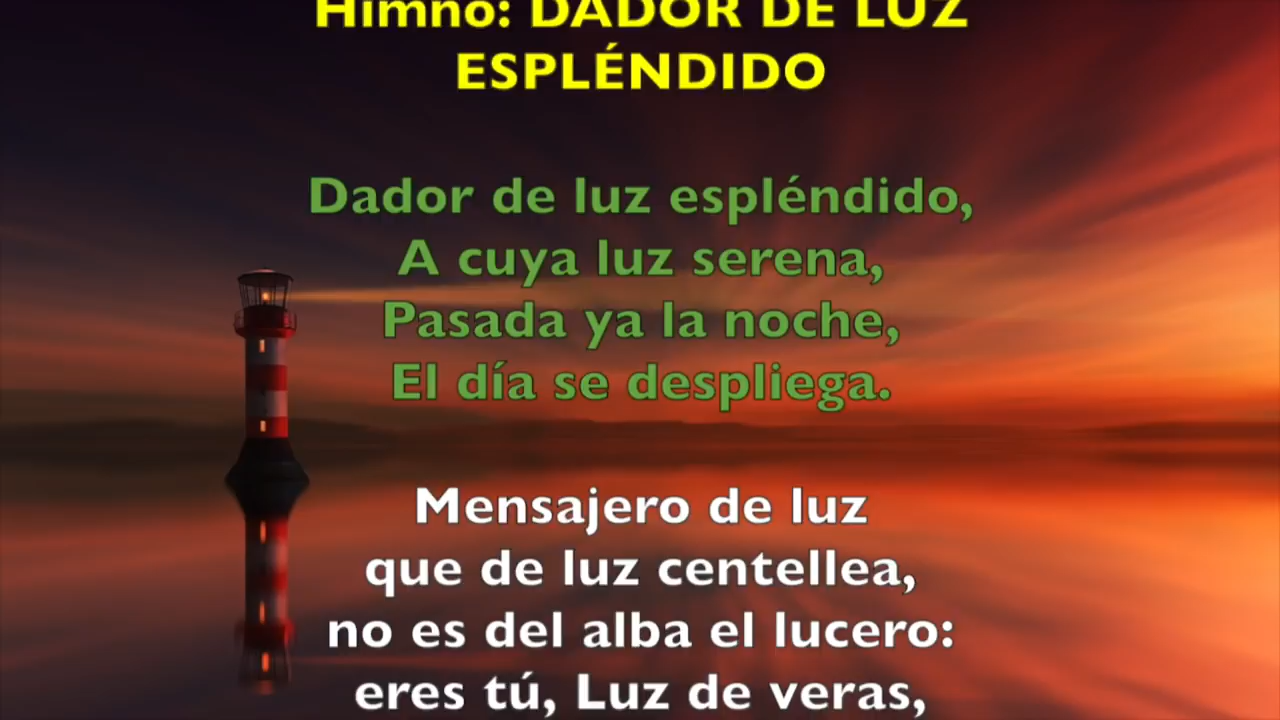 Himno: DADOR DE LUZ
ESPLÉNDIDO
Dador de luz espléndido,
A cuya luz serena,
Pasada ya la noche,
El día se despliega.
Mensajero de luz
que de luz centellea,
no es del alba el lucero:
eres tú, Luz de veras,